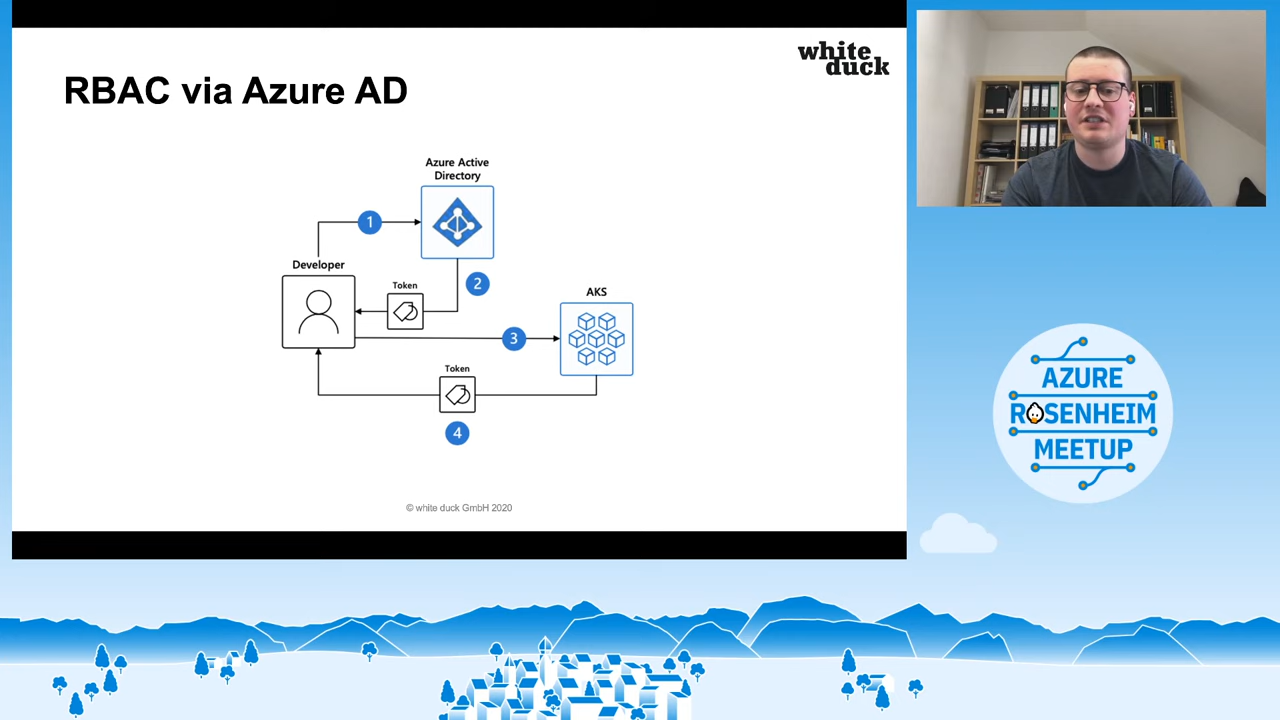 white
duck
RBAC via Azure AD
Azure Active
Directory
1
Developer
2
Token
AKS
3
Token
4
© white duck GmbH 2020
AZURE
ROSENHEIM
MEETUP